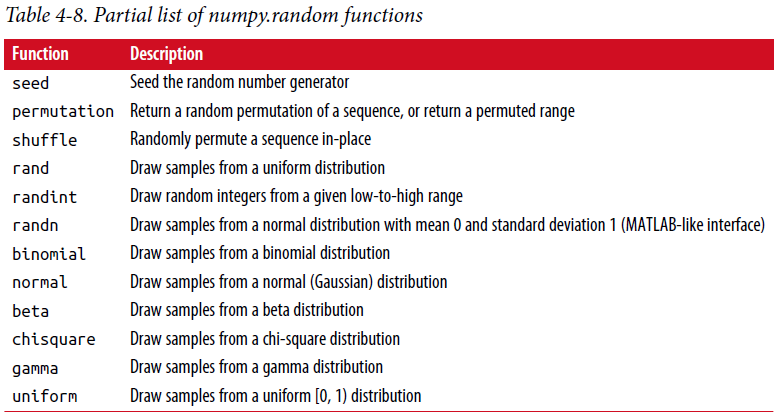 Table 4-8. Partial list of numpy.random functions
Function Description
seed Seed the random number generator
permutation Return a random permutation of a sequence, or return a permuted range
shuffle Randomly permute a sequence in-place
rand Draw samples from a uniform distribution
randint Draw random integers from a given low-to-high range
randn Draw samples from a normal distribution with mean 0 and standard deviation 1 (MATLAB-like interface)
binomial Draw samples from a binomial distribution
normal Draw samples from a normal (Gaussian) distribution
beta Draw samples from a beta distribution
chisquare Draw samples from a chi-square distribution
gamma Draw samples from a gamma distribution
uniform Draw samples from a uniform [0, 1) distribution